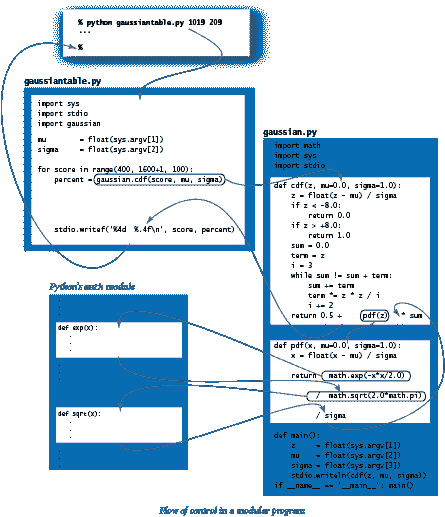 % python gaussiantable.py 1019 209
...
%
gaussiantable.py
import sys
import stdio
import gaussian
mu = float(sys.argv[1])
sigma = float(sys.argv[2])
for score in range(400, 1600+1, 100):
percent = gaussian.cdf(score, mu, sigma)
stdio.writef('%4d %.4f\n', score, percent)
Python's math module
def exp(x):
.
.
.
def sqrt(x):
.
.
.
gaussian.py
import math
import sys
import stdio
def cdf(z, mu=0.0, sigma=1.0):
z = float(z - mu) / sigma
if z < -8.0:
return 0.0
if z > +8.0:
return 1.0
sum = 0.0
term = z
i = 3
while sum != sum + term:
sum += term
term *= z * z / i
i += 2
return 0.5 + pdf(z) * sum
def pdf(x, mu=0.0, sigma=1.0):
x = float(x - mu) / sigma
return math.exp(-x*x/2.0)
/ math.sqrt(2.0*math.pi)
/ sigma
def main():
z = float(sys.argv[1])
mu = float(sys.argv[2])
sigma = float(sys.argv[3])
stdio.writeln(cdf(z, mu, sigma))
if __name__ == '__main__': main()
Flow of control in a modular program